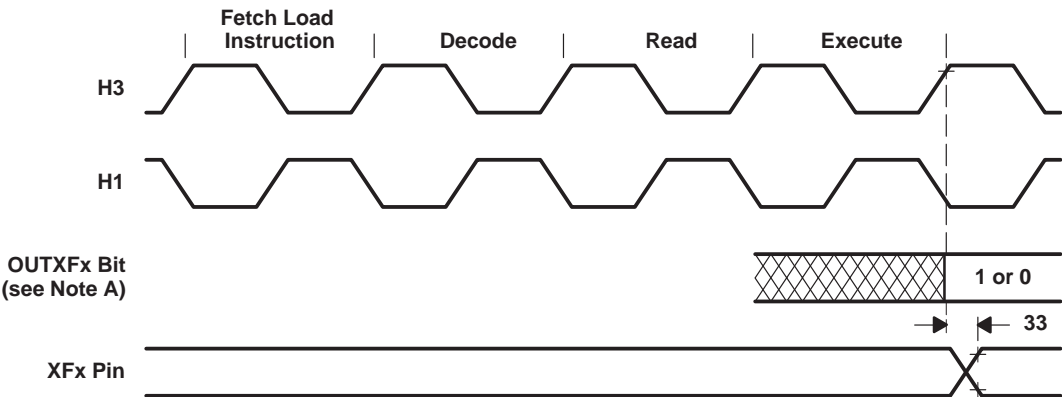 Fetch Load
Instruction
Decode
Read
Execute
H3
H1
OUTXFx Bit
(see Note A)
1 or 0
33
XFx Pin